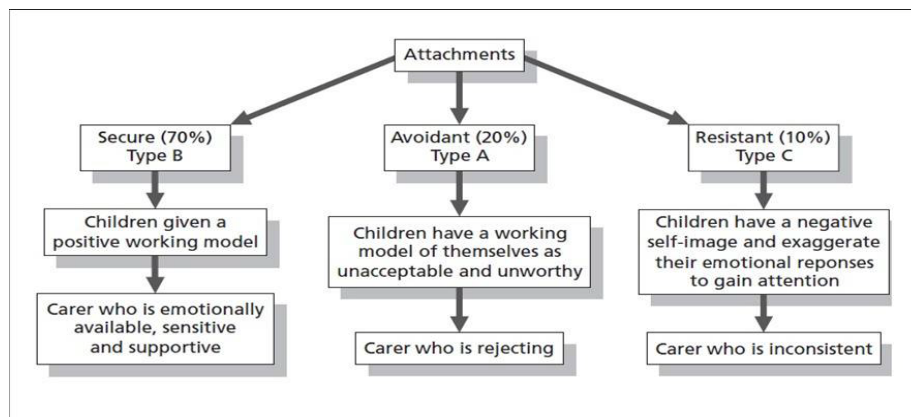 Attachments
Secure (70%)
Type B
Avoidant (20%)
Type A
Resistant (10%)
Type C
Children given a
positive working model
Children have a working
model of themselves as
unacceptable and unworthy
Children have a negative
self-image and exaggerate
their emotional reponses
to gain attention
Carer who is emotionally
available, sensitive
and supportive
Carer who is rejecting
Carer who is inconsistent